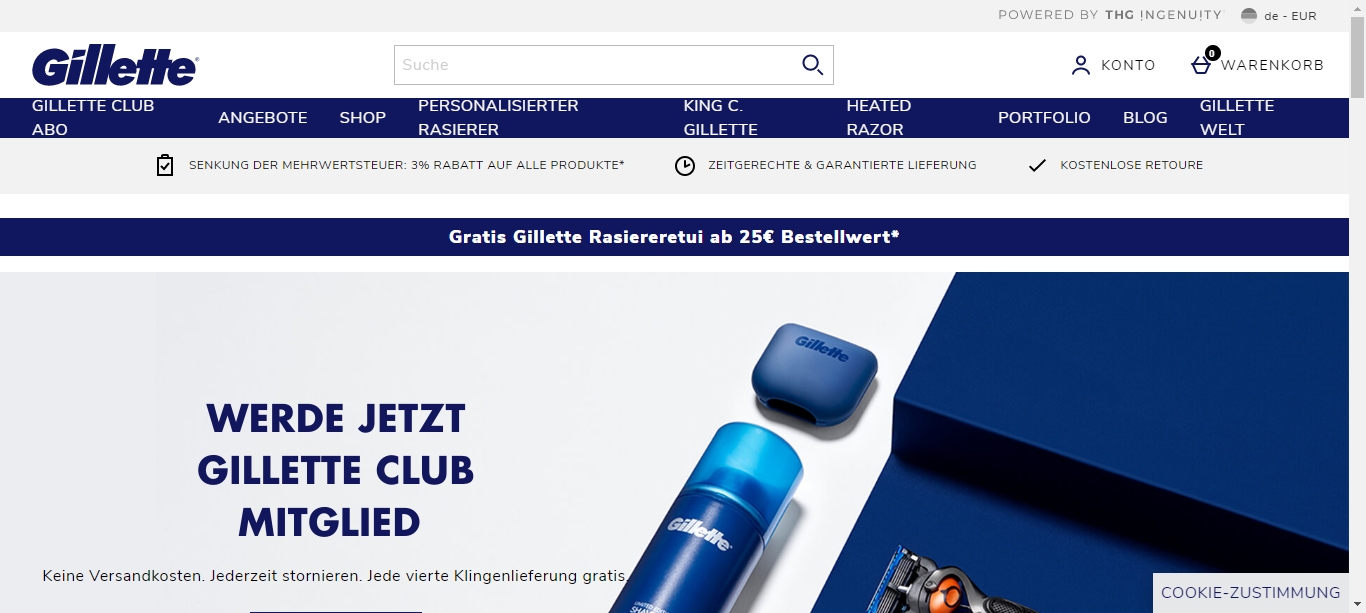 POWERED BY THG INGENUITY
de - EUR
Gillette
Suche
KONTO
0
WARENKORB
GILLETTE CLUB
ABO
ANGEBOTE
SHOP
PERSONALISIERTER
RASIERER
KING C.
GILLETTE
HEATED
RAZOR
PORTFOLIO
BLOG
GILLETTE
WELT
SENKUNG DER MEHRWERTSTEUER: 3% RABATT AUF ALLE PRODUKTE*
ZEITGERECHTE & GARANTIERTE LIEFERUNG
KOSTENLOSE RETOURE
Gratis Gillette Rasiereretui ab 25€ Bestellwert*
Gillette
WERDE JETZT
GILLETTE CLUB
MITGLIED
Gillette
Keine Versandkosten. Jederzeit stornieren. Jede vierte Klingenlieferung gratis.
COOKIE-ZUSTIMMUNG